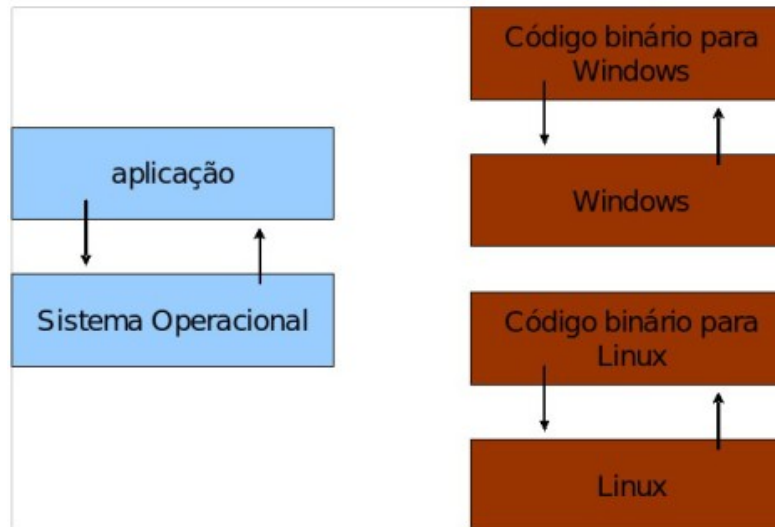 aplicação
Sistema Operacional
Código binário para
Windows
Windows
Código binário para
Linux
Linux